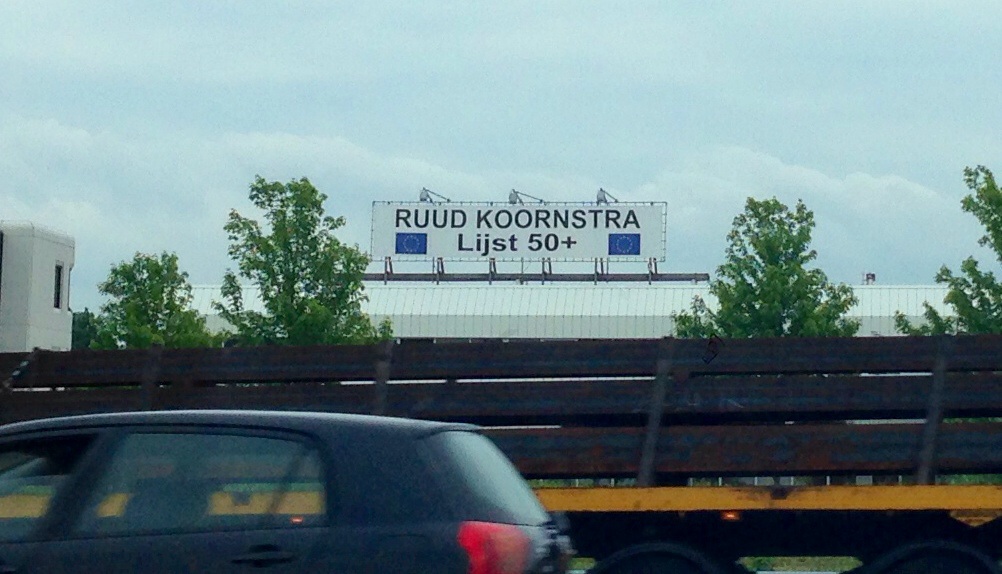 RUUD KOORNSTRA
Lijst 50+